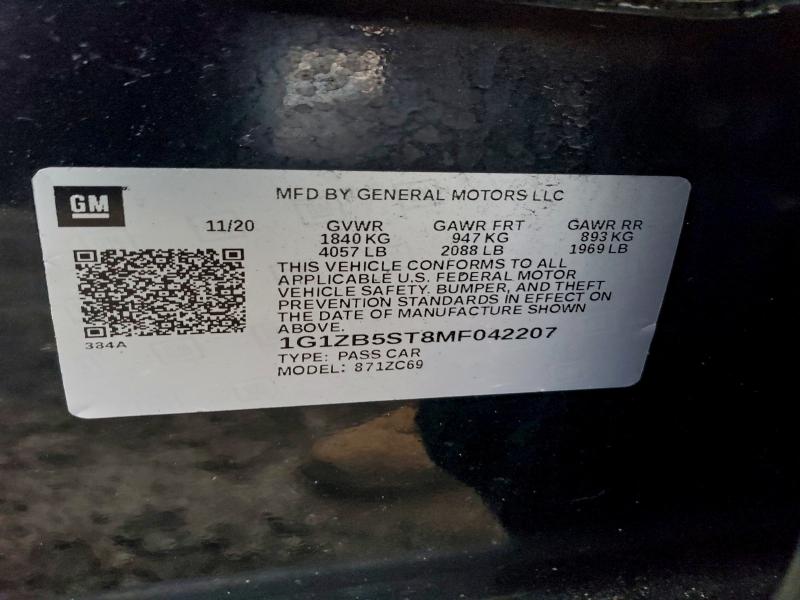 GM
MFD BY GENERAL MOTORS LLC
11/20 GVWR GAWR FRT GAWR RR
1840 KG 947 KG 893 KG
4057 LB 2088 LB 1969 LB
THIS VEHICLE CONFORMS TO ALL
APPLICABLE U.S. FEDERAL MOTOR
VEHICLE SAFETY, BUMPER, AND THEFT
PREVENTION STANDARDS IN EFFECT ON
THE DATE OF MANUFACTURE SHOWN
ABOVE.
384A
1G1ZB5ST8MF042207
TYPE: PASS CAR
MODEL: 871ZC69